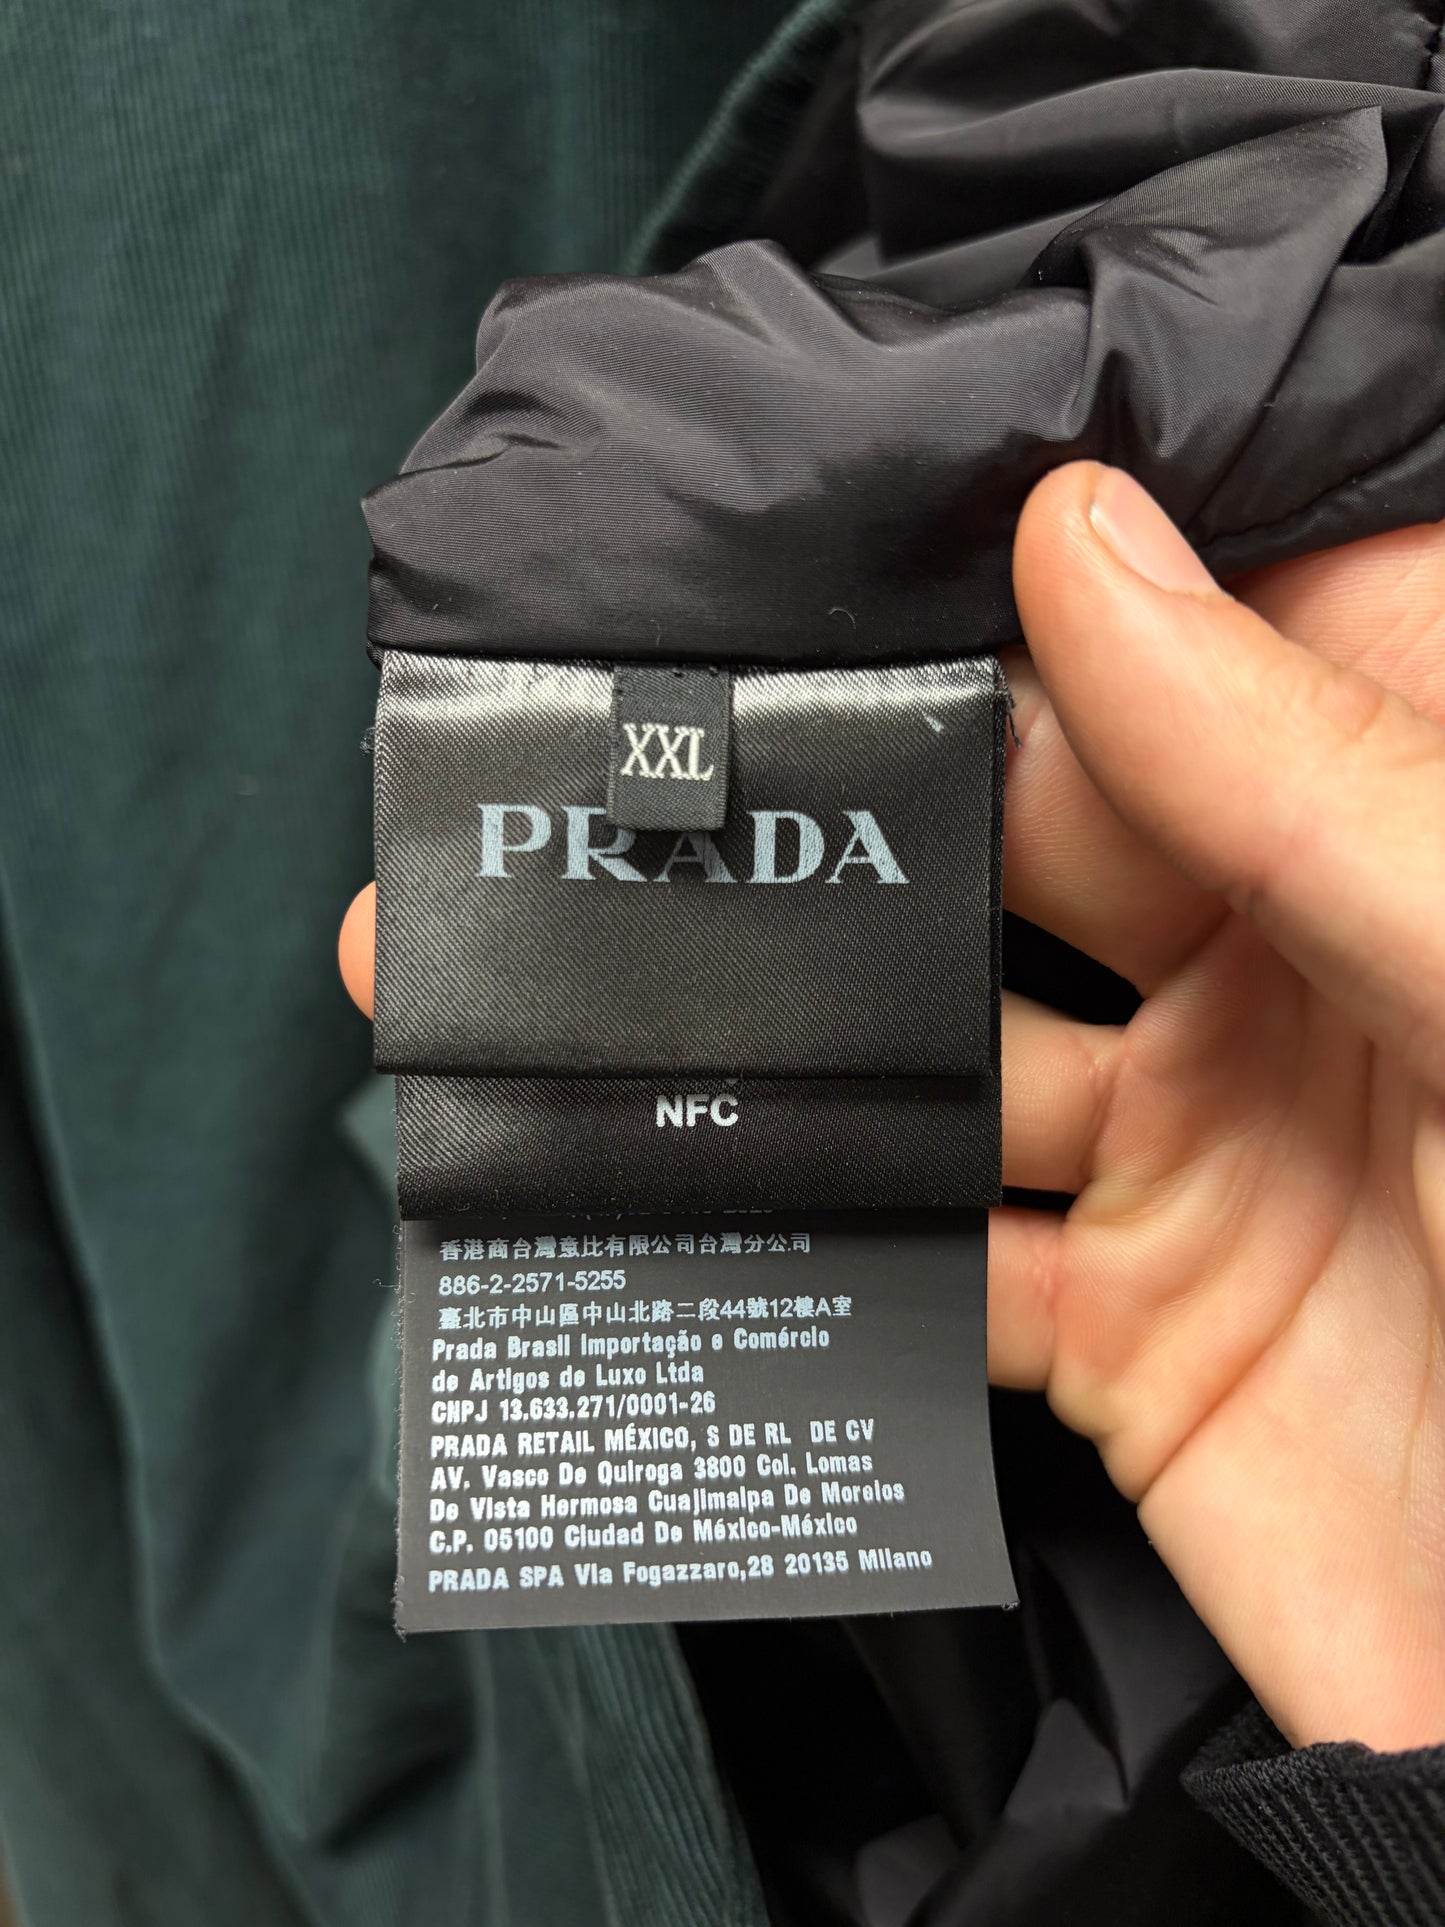 XXL
PRADA
NFC
香港商台灣意比有限公司台灣分公司
886-2-2571-5255
臺北市中山區中山北路二段44號12樓A室
Prada Brasil Importação e Comércio
de Artigos de Luxo Ltda
CNPJ 13.633.271/0001-26
PRADA RETAIL MÉXICO, S DE RL DE CV
AV. Vasco De Quiroga 3800 Col. Lomas
De Vista Hermosa Cuajimalpa De Morelos
C.P. 05100 Ciudad De México-México
PRADA SPA Via Fogazzaro,28 20135 Milano